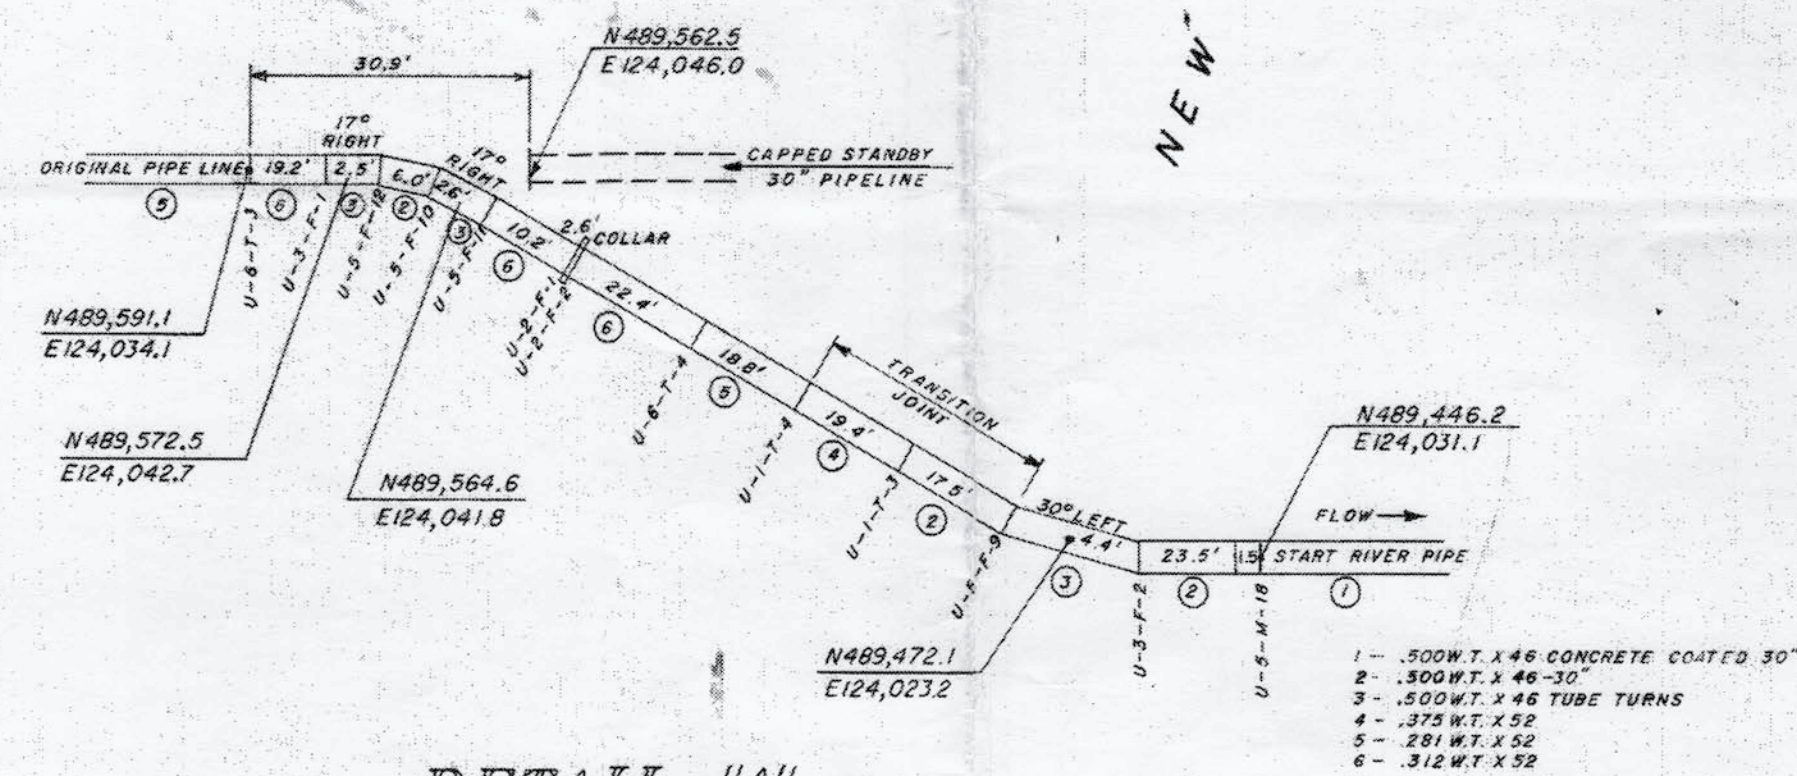 N489,562.5
E124,046.0
30.9'
NEW
17°
RIGHT
17°
RIGHT
CAPPED STANDBY
30" PIPELINE
ORIGINAL PIPE LINE
19.2'
2.5'
6.0'
2.6'
5
6
3
2
3
10.2'
6
2.6'
COLLAR
U-6-T-3
U-3-F-1
U-5-F-12
U-5-F-10
U-5-F-11
U-2-F-1
U-2-F-2
22.4'
6
N489,591.1
E124,034.1
N489,572.5
E124,042.7
N489,564.6
E124,041.8
U-6-T-4
18.8'
5
TRANSITION
JOINT
U-1-T-4
19.4'
4
U-1-T-3
17.5'
2
U-5-F-9
30° LEFT
4.4'
3
N489,446.2
E124,031.1
FLOW
23.5'
1.5'
START RIVER PIPE
2
1
U-3-F-2
U-5-M-18
N489,472.1
E124,023.2
1 - .500 W.T. X 46 CONCRETE COATED 30"
2 - .500 W.T. X 46-30"
3 - .500 W.T. X 46 TUBE TURNS
4 - .375 W.T. X 52
5 - .281 W.T. X 52
6 - .312 W.T X 52
DETAIL "A"